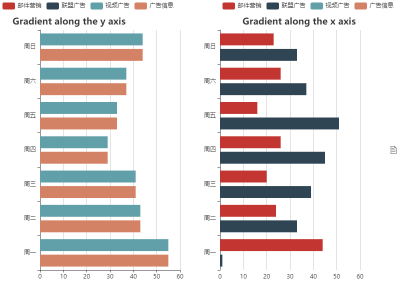 邮件营销 联盟广告 视频广告 广告信息
Gradient along the y axis
周日
周六
周五
周四
周三
周二
周一
0 10 20 30 40 50 60
邮件营销 联盟广告 视频广告 广告信息
Gradient along the x axis
周日
周六
周五
周四
周三
周二
周一
0 10 20 30 40 50 60